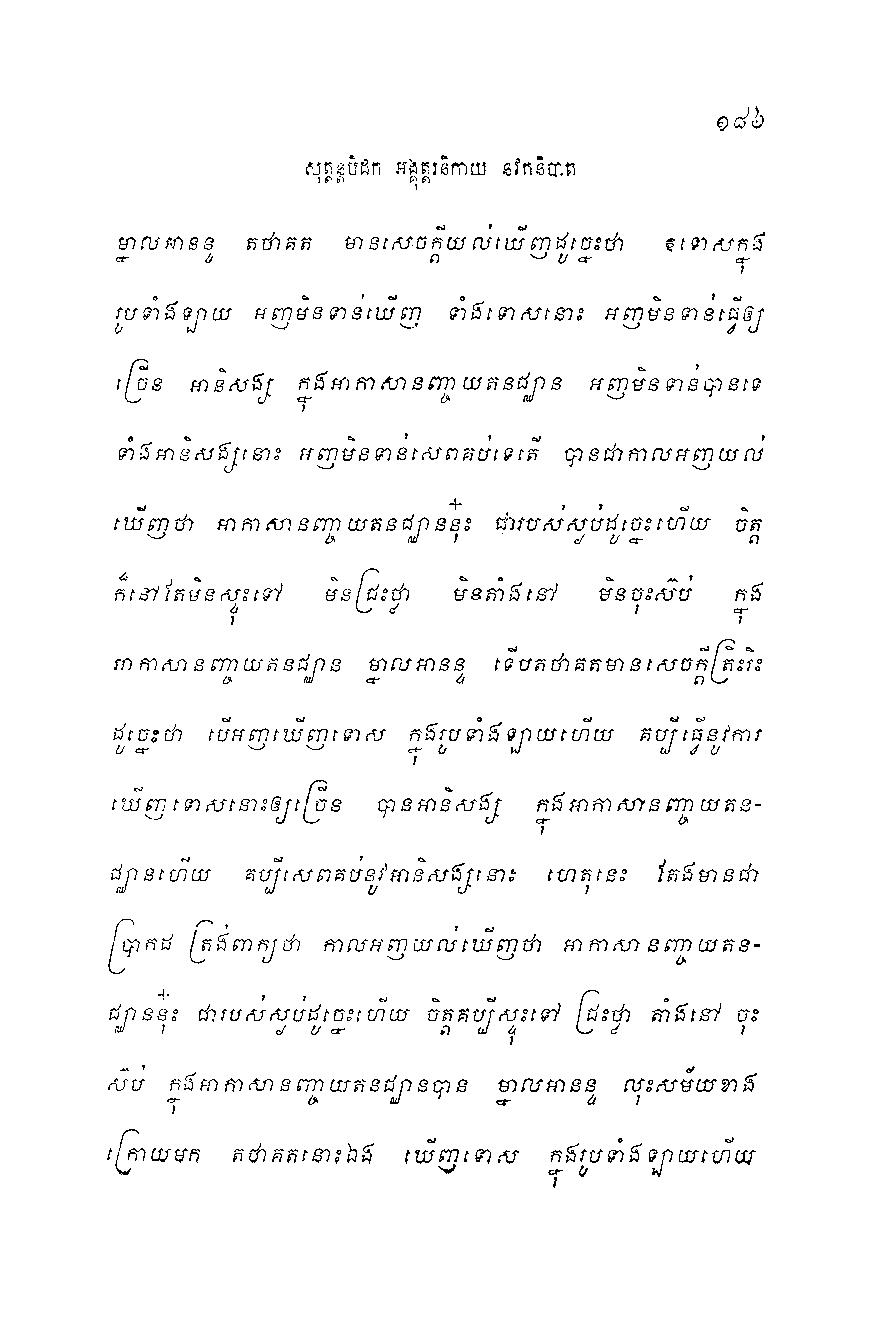 ១៨៦
សុត្តន្តបិដក អង្គុត្តរនិកាយ នវកនិបាត
ម្នាលអានន្ទ តថាគត មានសេចក្តីយល់ឃើញដូច្នេះថា ទោសក្នុង
រូបទាំងឡាយ អញមិនទាន់ឃើញ ទាំងទោសនោះ អញមិនទាន់ធ្វើឲ្យ
ច្រើន អានិសង្ស ក្នុងអាកាសានញ្ចាយតនជ្ឈាន អញមិនទាន់បានទេ
ទាំងអានិសង្សនោះ អញមិនទាន់សេពគប់ទេតើ បានជាកាលអញយល់
ឃើញថា អាកាសានញ្ចាយតនជ្ឈាននុ៎ះ ជារបស់ស្ងប់ដូច្នេះហើយ ចិត្ត
ក៏នៅតែមិនស្ទុះទៅ មិនជ្រះថ្លា មិនតាំងនៅ មិនចុះស៊ប់ ក្នុង
អាកាសានញ្ចាយតនជ្ឈាន ម្នាលអានន្ទ ទើបតថាគតមានសេចក្តីត្រិះរិះ
ដូច្នេះថា បើអញឃើញទោស ក្នុងរូបទាំងឡាយហើយ គប្បីធ្វើនូវការ
ឃើញទោសនោះឲ្យច្រើន បានអានិសង្ស ក្នុងអាកាសានញ្ចាយតន-
ជ្ឈានហើយ គប្បីសេពគប់នូវអានិសង្សនោះ ហេតុនេះ តែងមានជា
ប្រាកដ ត្រង់ពាក្យថា កាលអញយល់ឃើញថា អាកាសានញ្ចាយតន-
ជ្ឈាននុ៎ះ ជារបស់ស្ងប់ដូច្នេះហើយ ចិត្តគប្បីស្ទុះទៅ ជ្រះថ្លា តាំងនៅ ចុះ
ស៊ប់ ក្នុងអាកាសានញ្ចាយតនជ្ឈានបាន ម្នាលអានន្ទ លុះសម័យខាង
ក្រោយមក តថាគតនោះឯង ឃើញទោស ក្នុងរូបទាំងឡាយហើយ